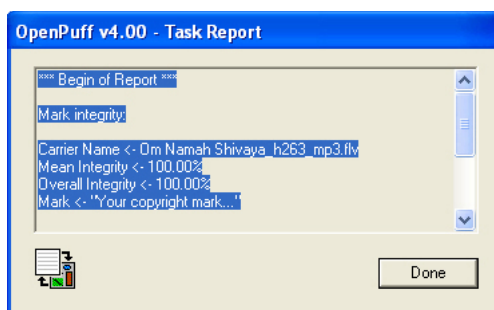 OpenPuff v4.00 - Task Report
*** Begin of Report ***
Mark integrity:
Carrier Name <- Om Namah Shivaya_h263_mp3.flv
Mean Integrity <- 100.00%
Overall Integrity <- 100.00%
Mark <- "Your copyright mark..."
Done